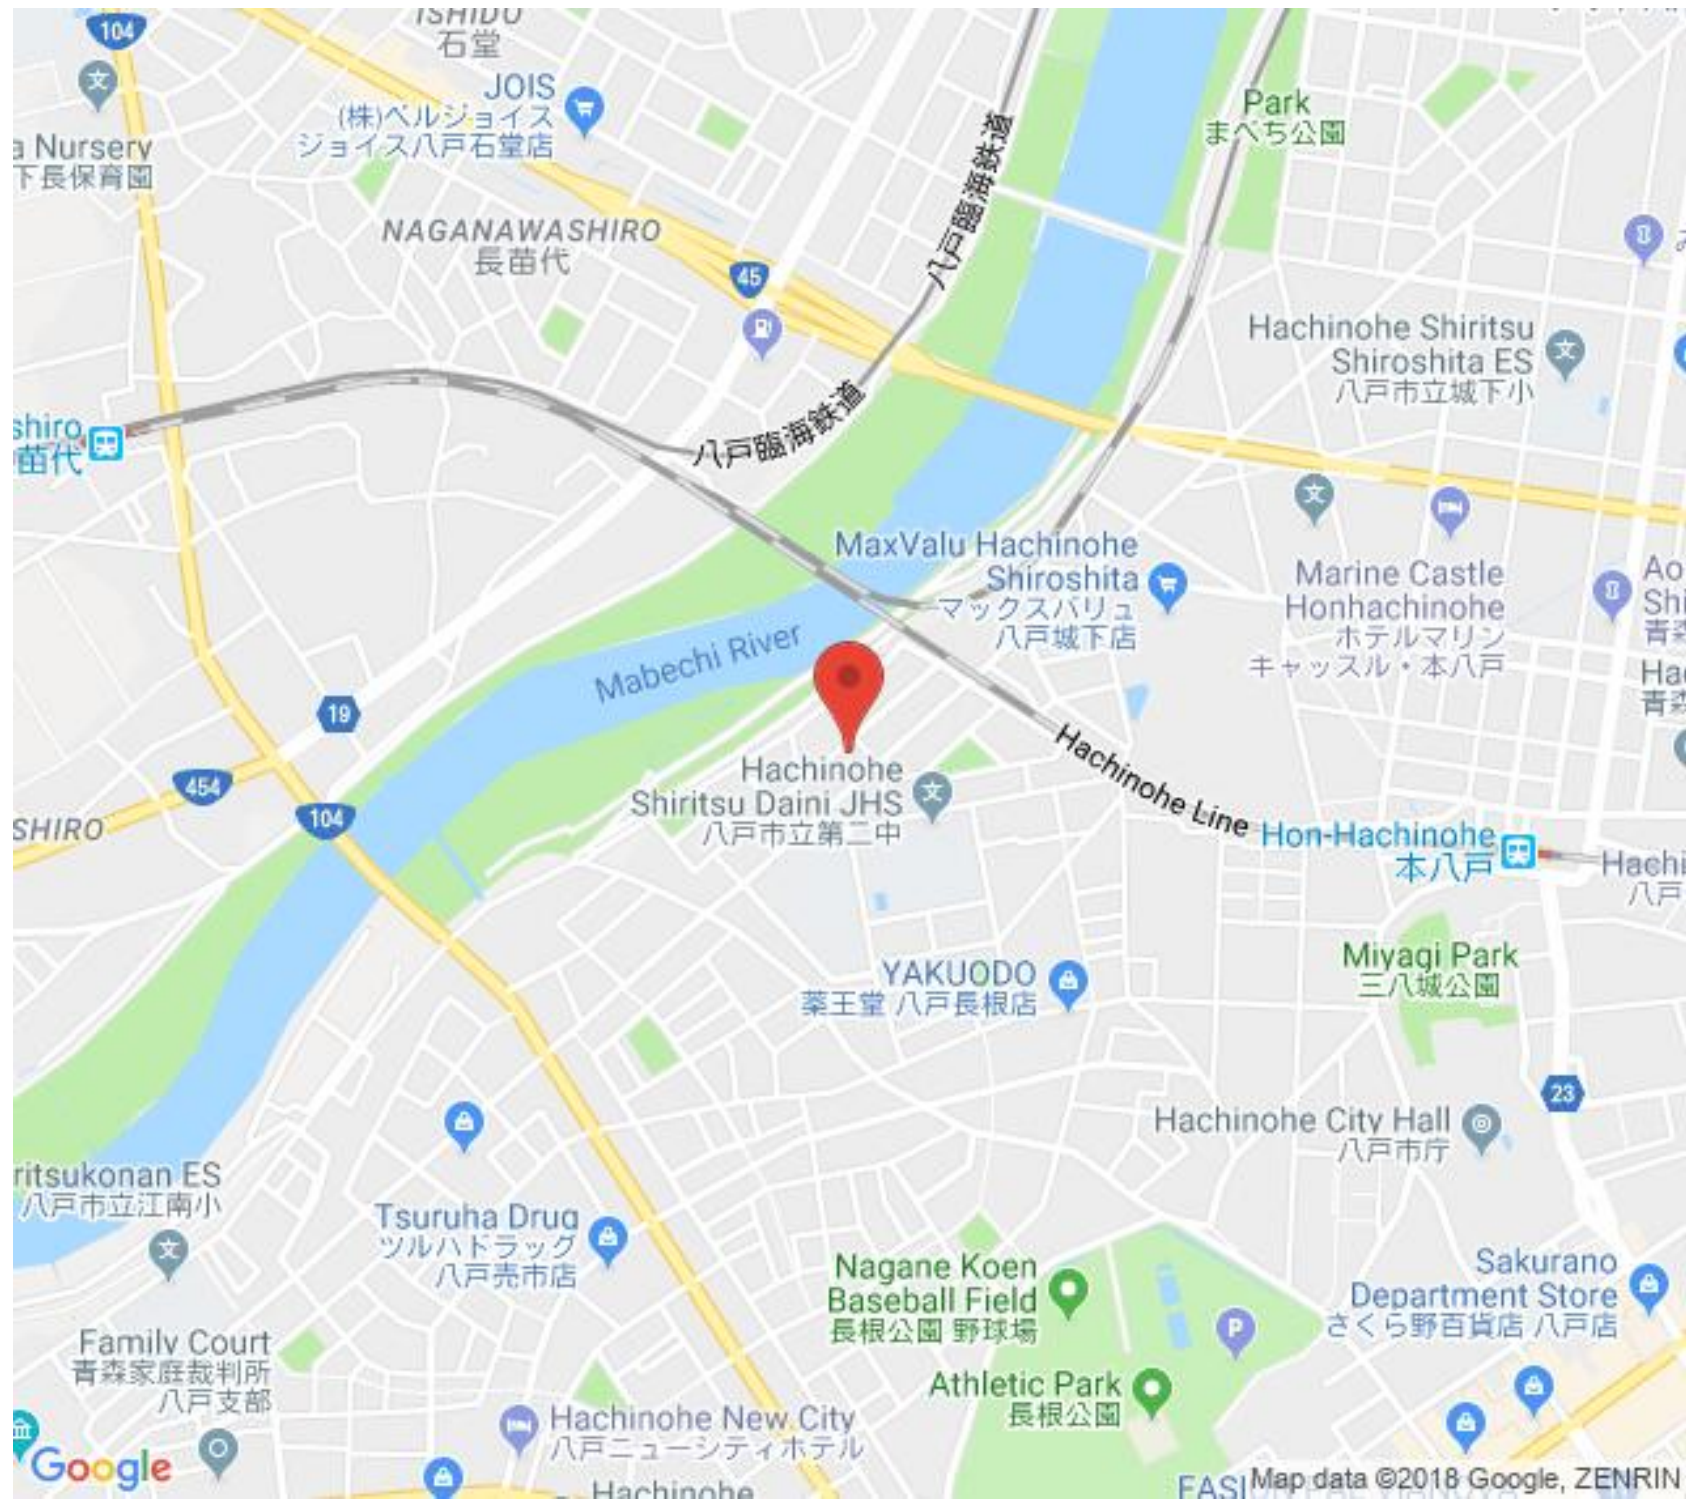 ISHIDO
石堂
104
JOIS
(株)ベルジョイス
ジョイス八戸石堂店
Park
まべち公園
a Nursery
下長保育園
八戸臨海鉄道
NAGANAWASHIRO
長苗代
45
Hachinohe Shiritsu
Shiroshita ES
八戸市立城下小
shiro
苗代
八戸臨海鉄道
MaxValu Hachinohe
Shiroshita
マックスバリュ
八戸城下店
Marine Castle
Honhachinohe
ホテルマリン
キャッスル・本八戸
Ao
Shi
青森
Mabechi River
Hac
青森
19
Hachinohe Line
454
104
SHIRO
Hachinohe
Shiritsu Daini JHS
八戸市立第二中
Hon-Hachinohe
本八戸
Hachi
八戸
YAKUODO
薬王堂 八戸長根店
Miyagi Park
三八城公園
23
Hachinohe City Hall
八戸市庁
ritsukonan ES
八戸市立江南小
Tsuruha Drug
ツルハドラッグ
八戸売市店
Nagane Koen
Baseball Field
長根公園 野球場
P
Sakurano
Department Store
さくら野百貨店 八戸店
Family Court
青森家庭裁判所
八戸支部
Athletic Park
長根公園
Hachinohe New City
八戸ニューシティホテル
Google
Hachinohe
Map data ©2018 Google, ZENRIN